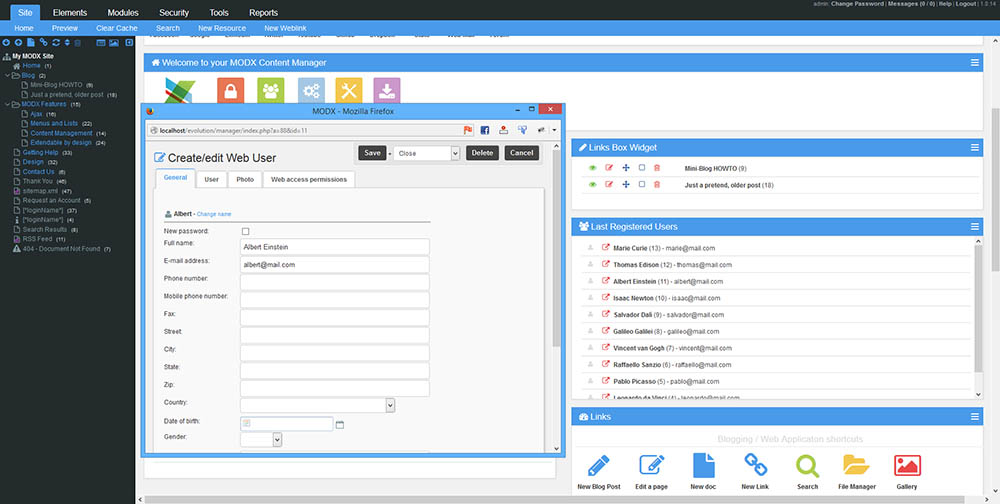 Site Elements Modules Security Tools Reports
admin: Change Password | Messages (0 / 0) | Help | Logout | 1.0.14
Home Preview Clear Cache Search New Resource New Weblink
My MODX Site
Home (1)
Blog (2)
Mini-Blog HOWTO (9)
Just a pretend, older post (18)
MODX Features (15)
Ajax (16)
Menus and Lists (22)
Content Management (14)
Extendable by design (24)
Getting Help (33)
Design (32)
Contact Us (6)
Thank You (46)
sitemap.xml (47)
Request an Account (5)
[*loginName*] (37)
[*loginName*] (4)
Search Results (8)
RSS Feed (11)
404 - Document Not Found (7)
Welcome to your MODX Content Manager
MODX - Mozilla Firefox
localhost/evolution/manager/index.php?a=88&id=11
Create/edit Web User
Save Close Delete Cancel
General User Photo Web access permissions
Albert - Change name
New password:
Full name: Albert Einstein
E-mail address: albert@mail.com
Phone number:
Mobile phone number:
Fax:
Street:
City:
State:
Zip:
Country:
Date of birth:
Gender:
Links Box Widget
Mini-Blog HOWTO (9)
Just a pretend, older post (18)
Last Registered Users
Marie Curie (13) - marie@mail.com
Thomas Edison (12) - thomas@mail.com
Albert Einstein (11) - albert@mail.com
Isaac Newton (10) - isaac@mail.com
Salvador Dali (9) - salvador@mail.com
Galileo Galilei (8) - galileo@mail.com
Vincent van Gogh (7) - vincent@mail.com
Raffaello Sanzio (6) - raffaello@mail.com
Pablo Picasso (5) - pablo@mail.com
Leonardo da Vinci (4) - leonardo@mail.com
Links
Blogging / Web Applicaton shortcuts
New Blog Post Edit a page New doc New Link Search File Manager Gallery